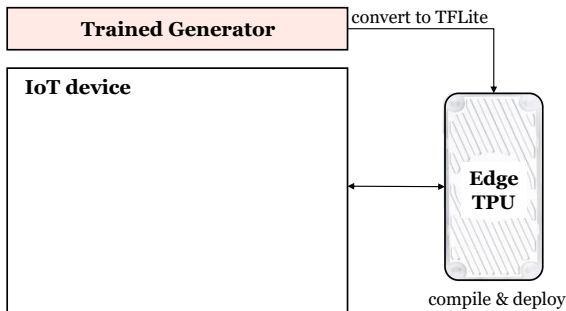 Trained Generator
convert to TFLite
IoT device
Edge
TPU
compile & deploy